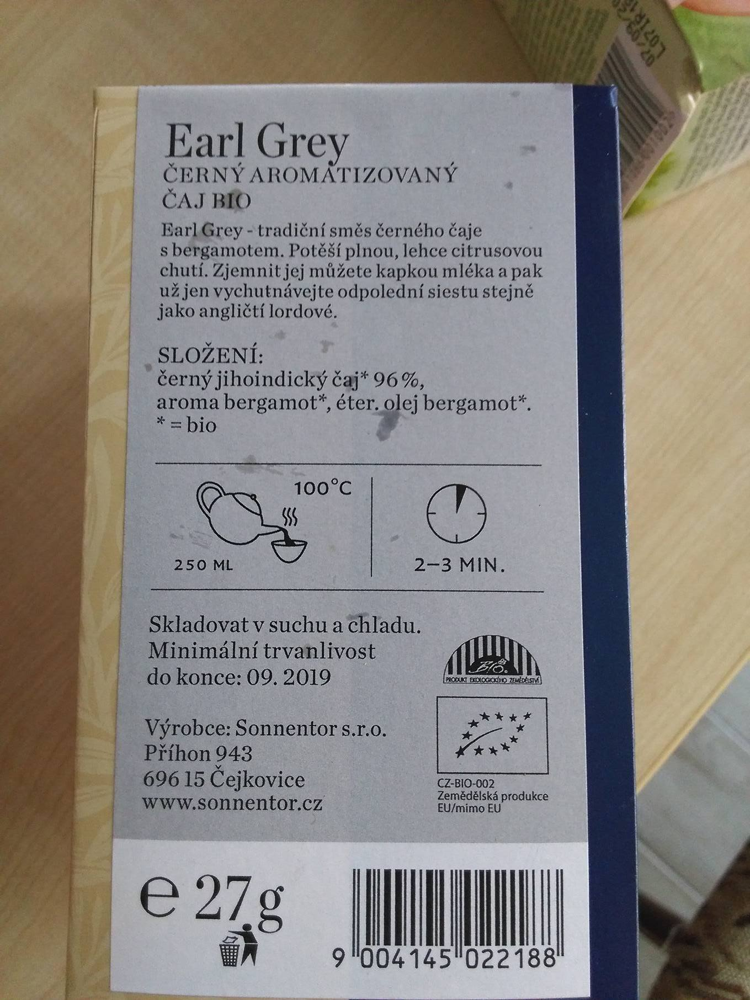 Earl Grey
ČERNÝ AROMATIZOVANÝ
ČAJ BIO
Earl Grey - tradiční směs černého čaje
s bergamotem. Potěší plnou, lehce citrusovou
chutí. Zjemnit jej můžete kapkou mléka a pak
už jen vychutnávejte odpolední siestu stejně
jako angličtí lordové.
SLOŽENÍ:
černý jihoindický čaj* 96%,
aroma bergamot*, éter. olej bergamot*.
* = bio
100°C
250 ML
2–3 MIN.
Skladovat v suchu a chladu.
Minimální trvanlivost
do konce: 09. 2019
BIO
PRODUKT EKOLOGICKÉHO ZEMĚDĚLSTVÍ
Výrobce: Sonnentor s.r.o.
Příhon 943
696 15 Čejkovice
www.sonnentor.cz
CZ-BIO-002
Zemědělská produkce
EU/mimo EU
e 27g
9 004145 022188